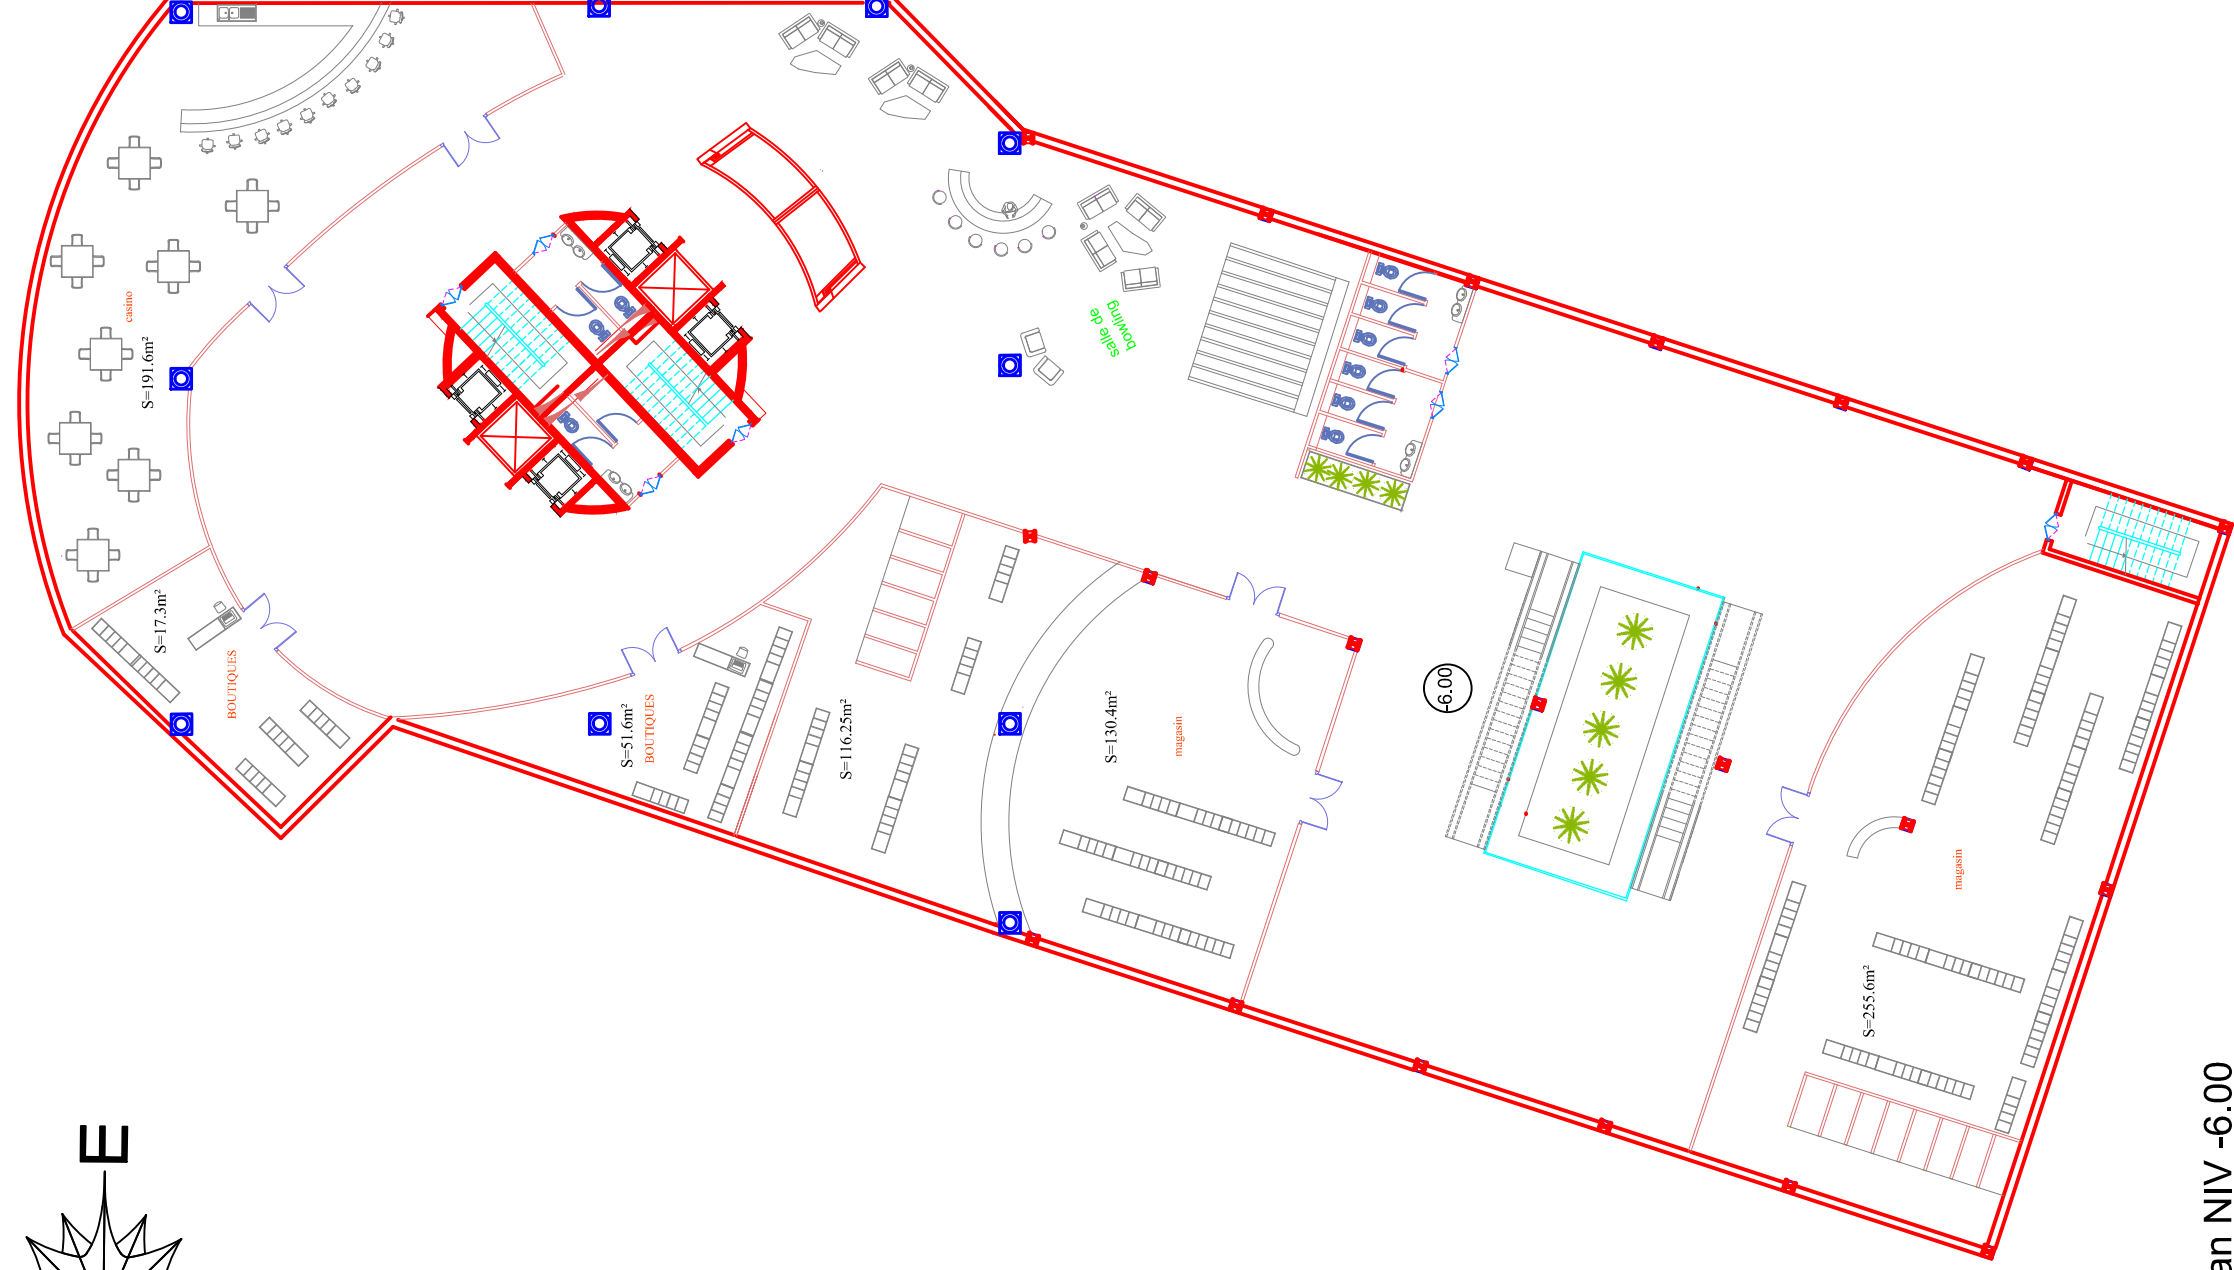 casino
S=191.6m²
S=17.3m²
BOUTIQUES
salle de
bowling
S=51.6m²
BOUTIQUES
S=116.25m²
S=130.4m²
magasin
-6.00
magasin
S=255.6m²
E
an NIV -6.00